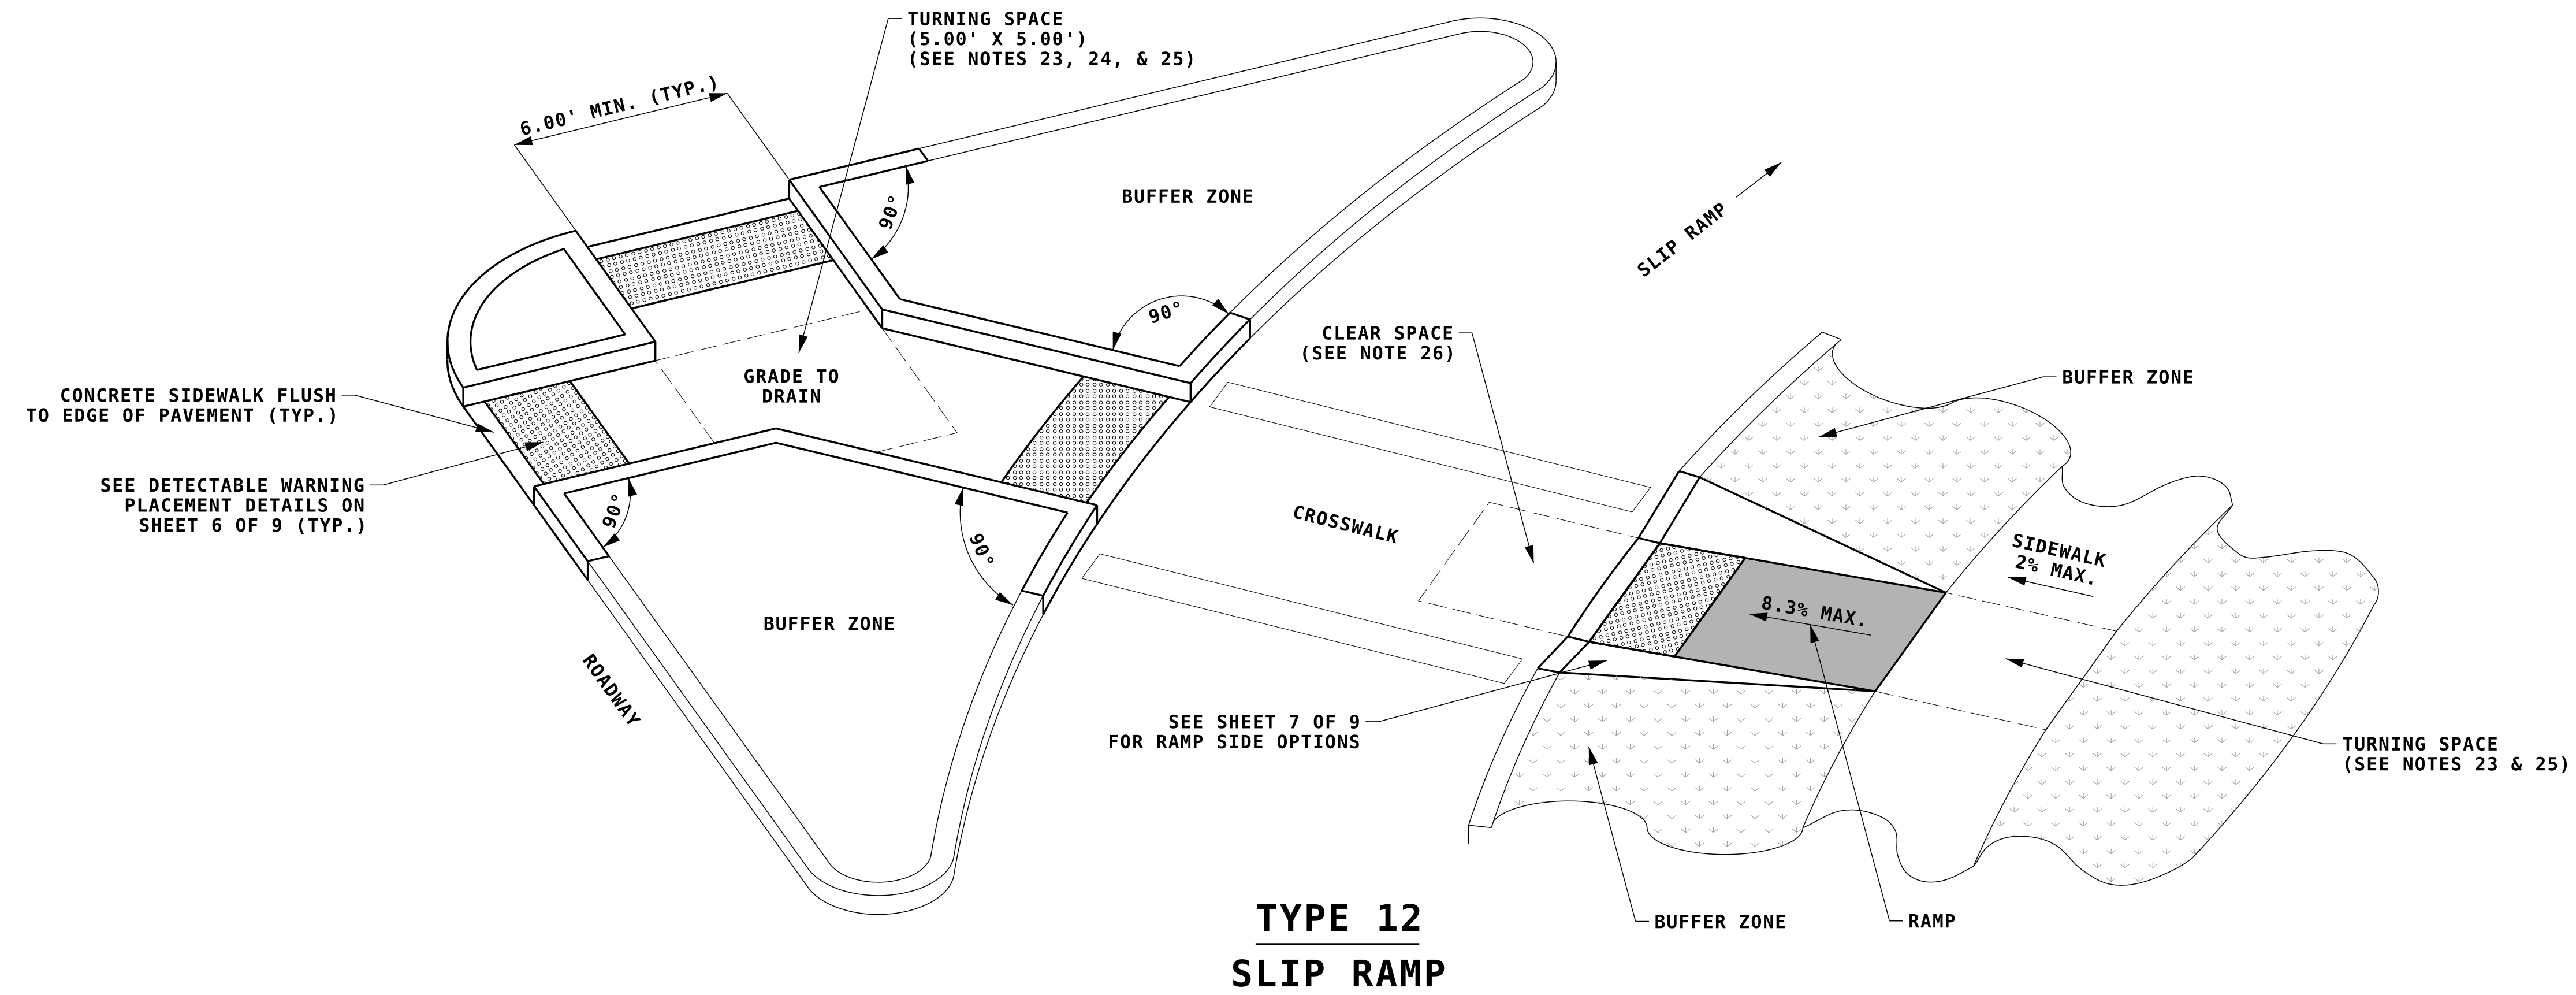 TURNING SPACE
(5.00' X 5.00')
(SEE NOTES 23, 24, & 25)
6.00' MIN. (TYP.)
90°
BUFFER ZONE
SLIP RAMP
90°
CLEAR SPACE
(SEE NOTE 26)
BUFFER ZONE
GRADE TO
DRAIN
CONCRETE SIDEWALK FLUSH
TO EDGE OF PAVEMENT (TYP.)
SEE DETECTABLE WARNING
PLACEMENT DETAILS ON
SHEET 6 OF 9 (TYP.)
90°
90°
CROSSWALK
SIDEWALK
2% MAX.
8.3% MAX.
BUFFER ZONE
ROADWAY
SEE SHEET 7 OF 9
FOR RAMP SIDE OPTIONS
TURNING SPACE
(SEE NOTES 23 & 25)
BUFFER ZONE
RAMP
TYPE 12
SLIP RAMP